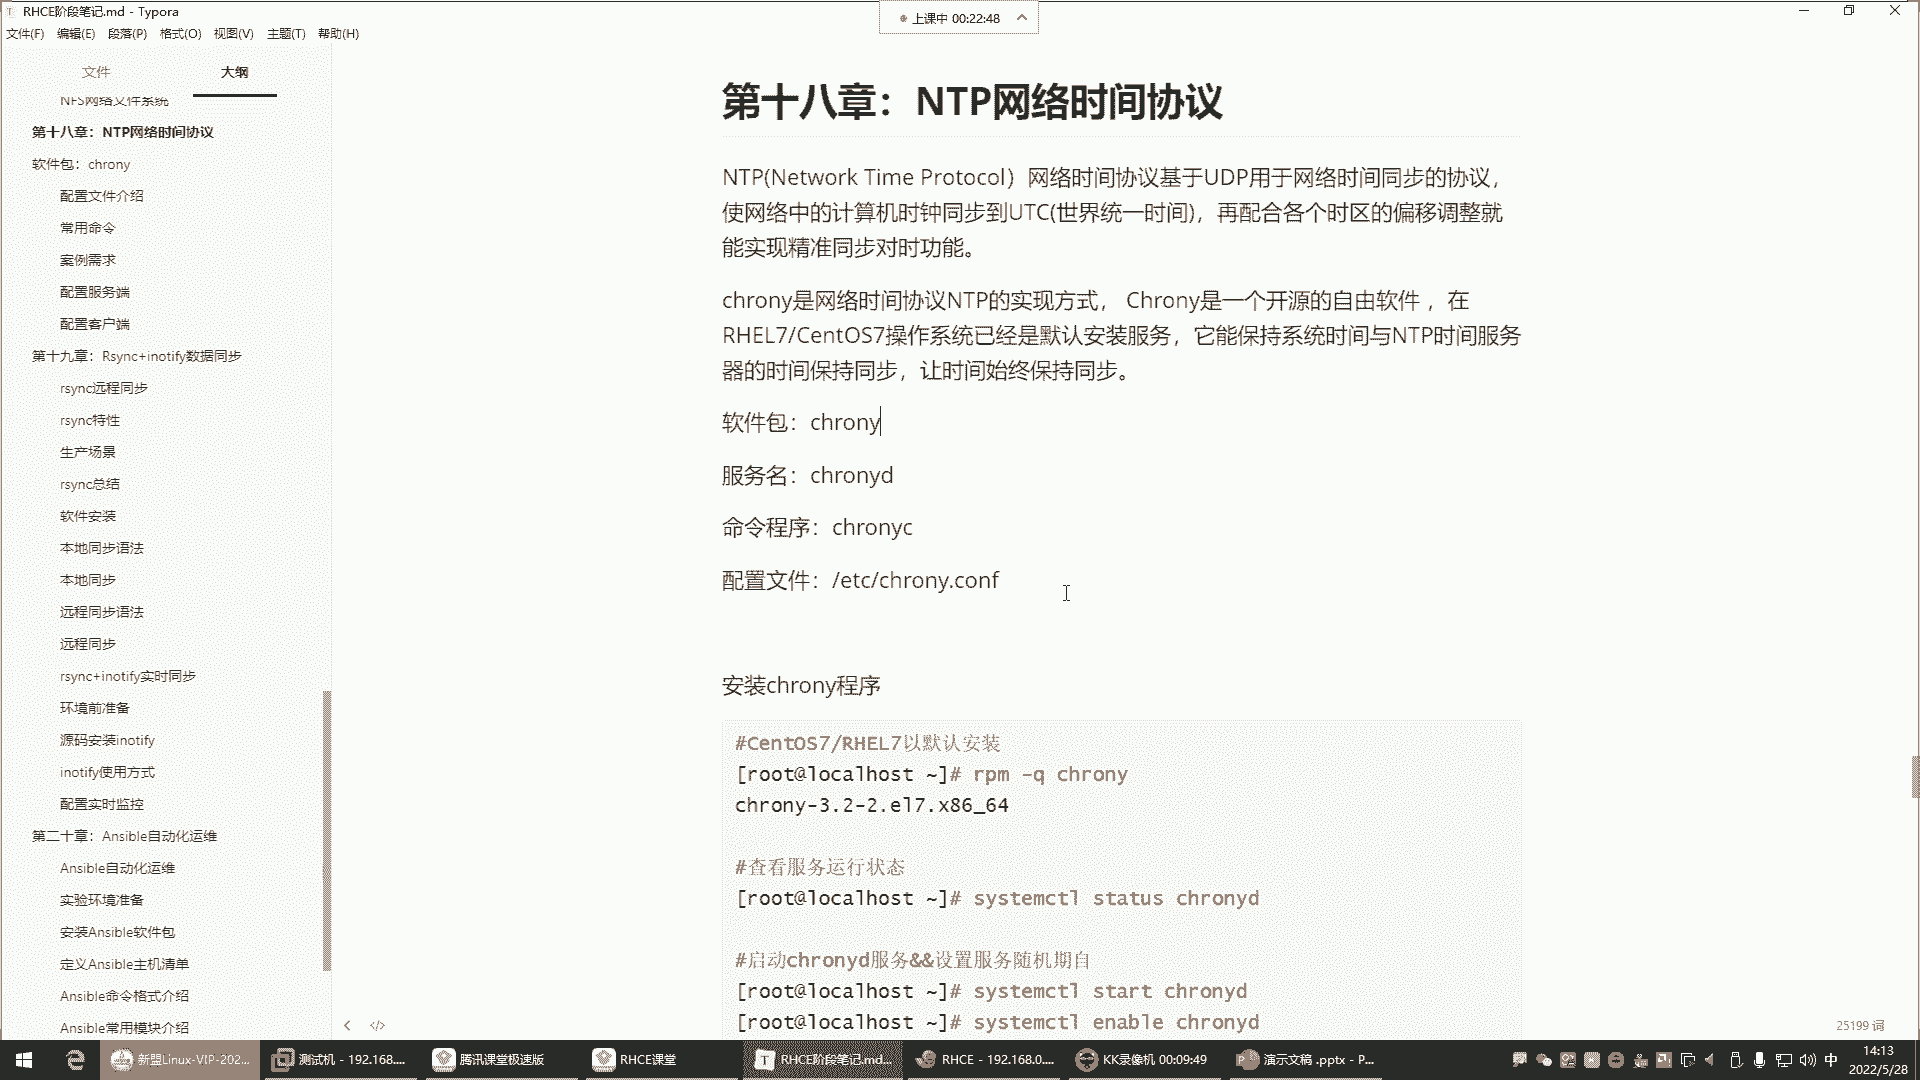 RHCE阶段笔记.md - Typora
上课中 00:22:48
文件(F) 编辑(E) 段落(P) 格式(O) 视图(V) 主题(T) 帮助(H)
文件 大纲
NFS网络文件系统
第十八章：NTP网络时间协议
软件包：chrony
配置文件介绍
常用命令
案例需求
配置服务端
配置客户端
第十九章：Rsync+inotify数据同步
rsync远程同步
rsync特性
生产场景
rsync总结
软件安装
本地同步语法
本地同步
远程同步语法
远程同步
rsync+inotify实时同步
环境前准备
源码安装inotify
inotify使用方式
配置实时监控
第二十章：Ansible自动化运维
Ansible自动化运维
实验环境准备
安装Ansible软件包
定义Ansible主机清单
Ansible命令格式介绍
Ansible常用模块介绍
第十八章：NTP网络时间协议
NTP(Network Time Protocol）网络时间协议基于UDP用于网络时间同步的协议，
使网络中的计算机时钟同步到UTC(世界统一时间)，再配合各个时区的偏移调整就
能实现精准同步对时功能。
chrony是网络时间协议NTP的实现方式， Chrony是一个开源的自由软件 ，在
RHEL7/CentOS7操作系统已经是默认安装服务，它能保持系统时间与NTP时间服务
器的时间保持同步，让时间始终保持同步。
软件包：chrony
服务名：chronyd
命令程序：chronyc
配置文件：/etc/chrony.conf
安装chrony程序
#CentOS7/RHEL7以默认安装
[root@localhost ~]# rpm -q chrony
chrony-3.2-2.el7.x86_64
#查看服务运行状态
[root@localhost ~]# systemctl status chronyd
#启动chronyd服务&&设置服务随机期自
[root@localhost ~]# systemctl start chronyd
[root@localhost ~]# systemctl enable chronyd
25199 词
新盟Linux-VIP-202... 测试机 - 192.168.... 腾讯课堂极速版 RHCE课堂 RHCE阶段笔记.md... RHCE - 192.168.0.... KK录像机 00:09:49 演示文稿 .pptx - P... 中
14:13
2022/5/28